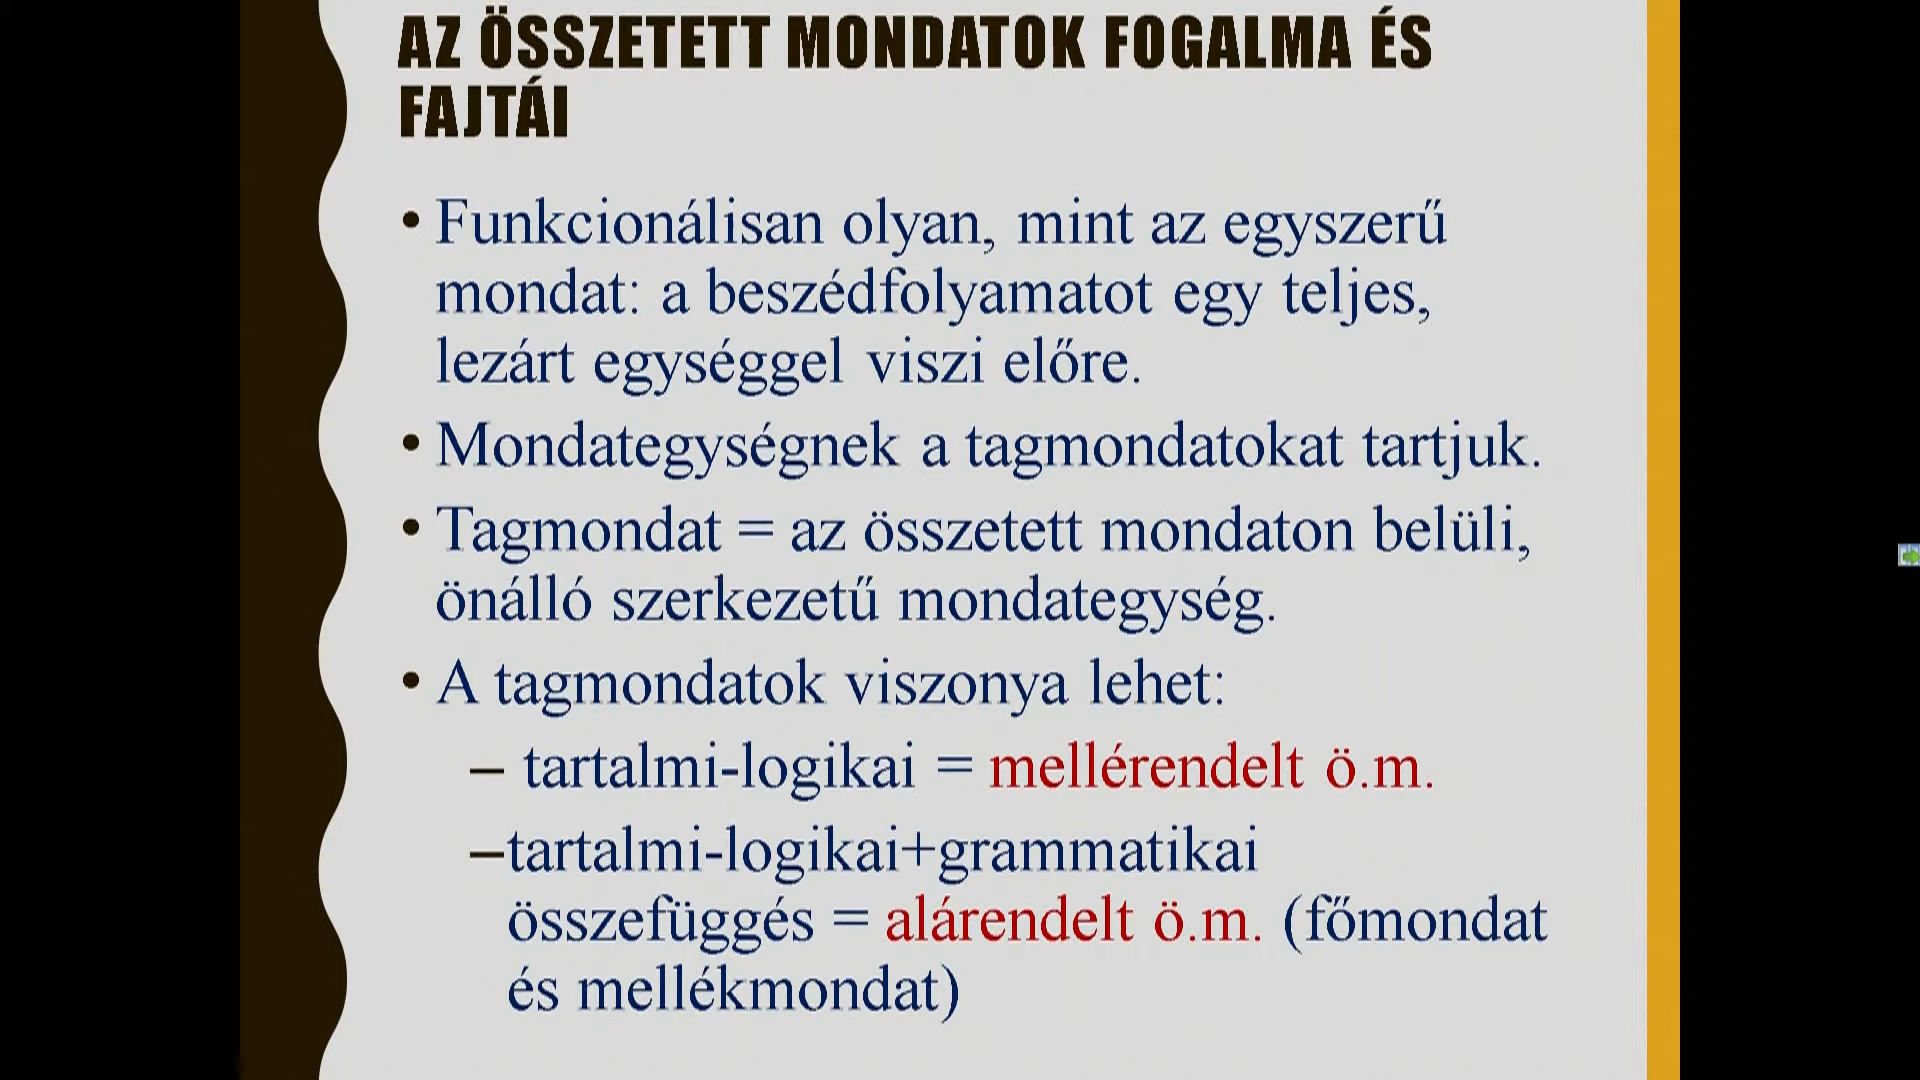 AZ ÖSSZETETT MONDATOK FOGALMA ÉS
FAJTÁI
• Funkcionálisan olyan, mint az egyszerű
mondat: a beszédfolyamatot egy teljes,
lezárt egységgel viszi előre.
• Mondategységnek a tagmondatokat tartjuk.
• Tagmondat = az összetett mondaton belüli,
önálló szerkezetű mondategység.
• A tagmondatok viszonya lehet:
– tartalmi-logikai = mellérendelt ö.m.
–tartalmi-logikai+grammatikai
összefüggés = alárendelt ö.m. (főmondat
és mellékmondat)